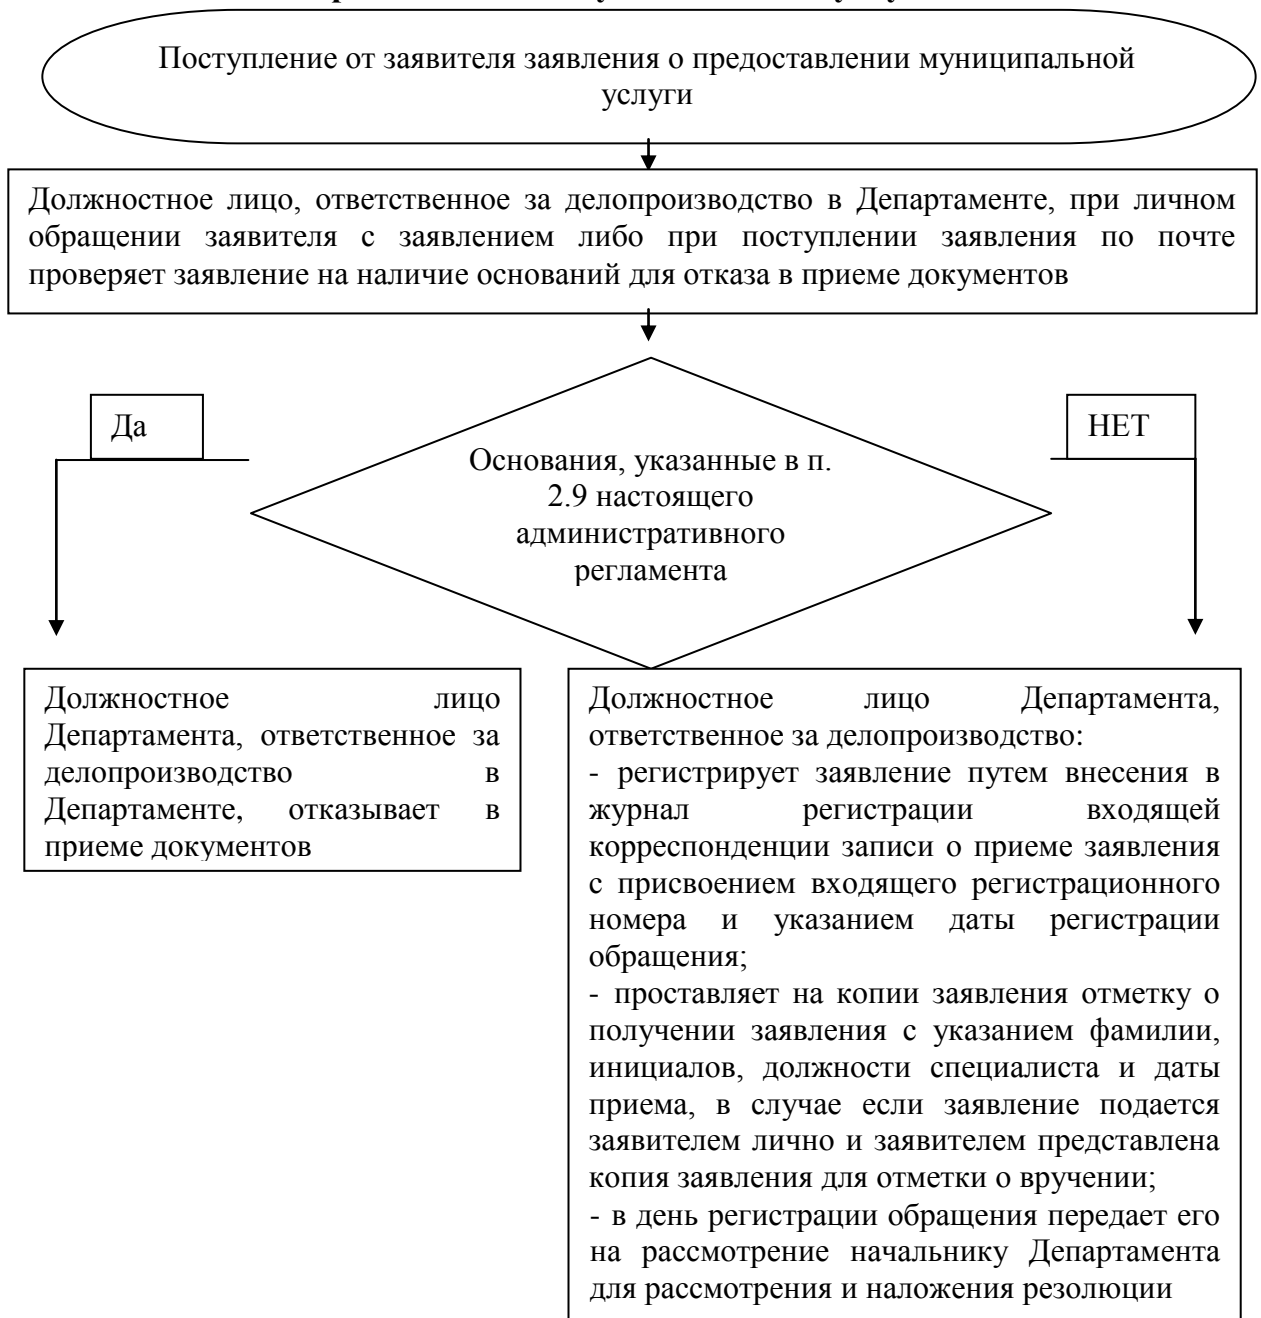 Поступление от заявителя заявления о предоставлении муниципальной
услуги
Должностное лицо, ответственное за делопроизводство в Департаменте, при личном
обращении заявителя с заявлением либо при поступлении заявления по почте
проверяет заявление на наличие оснований для отказа в приеме документов
Да
НЕТ
Основания, указанные в п.
2.9 настоящего
административного
регламента
Должностное лицо
Департамента, ответственное за
делопроизводство в
Департаменте, отказывает в
приеме документов
Должностное лицо Департамента,
ответственное за делопроизводство:
- регистрирует заявление путем внесения в
журнал регистрации входящей
корреспонденции записи о приеме заявления
с присвоением входящего регистрационного
номера и указанием даты регистрации
обращения;
- проставляет на копии заявления отметку о
получении заявления с указанием фамилии,
инициалов, должности специалиста и даты
приема, в случае если заявление подается
заявителем лично и заявителем представлена
копия заявления для отметки о вручении;
- в день регистрации обращения передает его
на рассмотрение начальнику Департамента
для рассмотрения и наложения резолюции